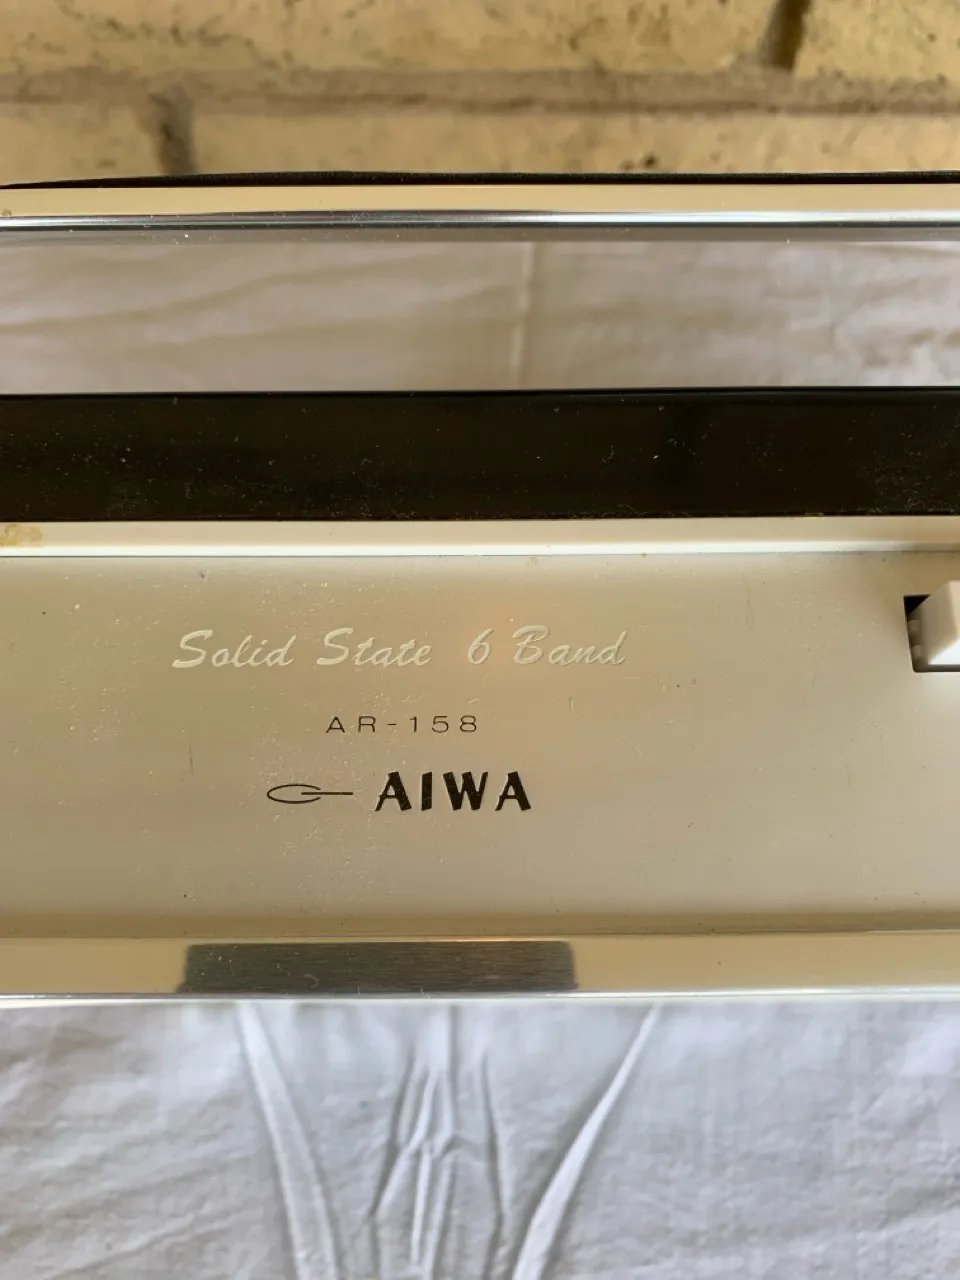 Solid State 6 Band
AR-158
AIWA